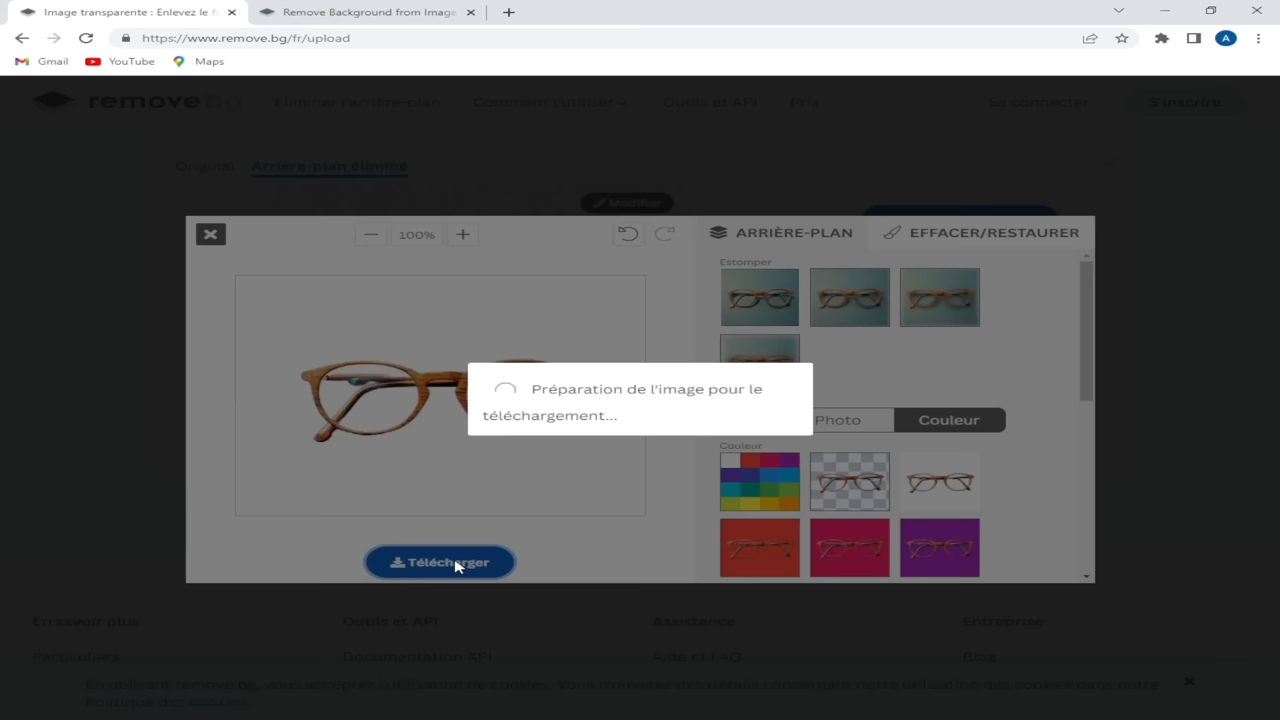 Image transparente : Enlevez le f
Remove Background from Image
https://www.remove.bg/fr/upload
A
Gmail
YouTube
Maps
remove bg
Éliminer l'arrière-plan
Comment l'utiliser
Outils et API
Prix
Se connecter
S'inscrire
Original
Arrière-plan éliminé
Modifier
100%
ARRIÈRE-PLAN
EFFACER/RESTAURER
Estomper
Préparation de l'image pour le
téléchargement...
Photo
Couleur
Couleur
Télécharger
En savoir plus
Outils et API
Assistance
Entreprise
Particuliers
Documentation API
Aide et FAQ
Blog
En utilisant remove.bg, vous acceptez l'utilisation de cookies. Vous trouverez des détails concernant notre utilisation des cookies dans notre
Politique des cookies.